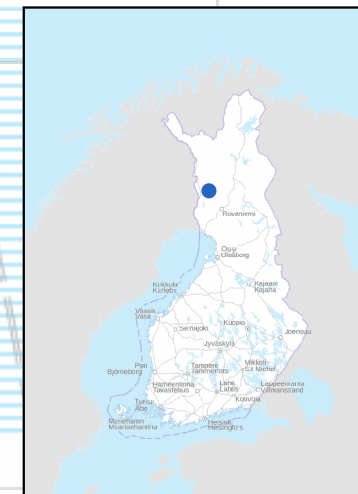 Rovaniemi
Oulu
Uleåborg
Kokkola
Karleby
Kajaani
Kajana
Vaasa
Vasa
Seinäjoki
Kuopio
Joensuu
Jyväskylä
Pori
Björneborg
Tampere
Tammerfors
Mikkeli
S:t Michel
Hämeenlinna
Tavastehus
Lahti
Lahtis
Lappeenranta
Villmanstrand
Kouvola
Turku
Åbo
Helsinki
Helsingfors
Mariehamn
Maarianhamina